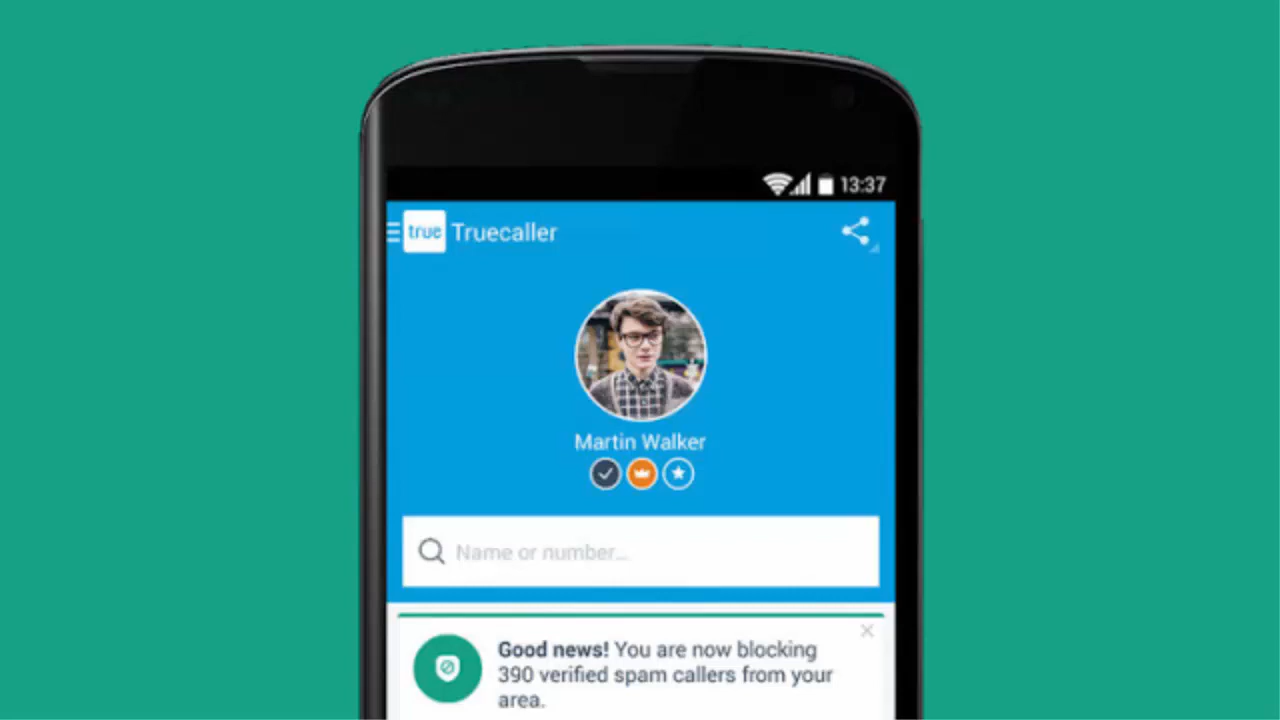 13:37
true Truecaller
Martin Walker
Name or number...
Good news! You are now blocking
390 verified spam callers from your
area.